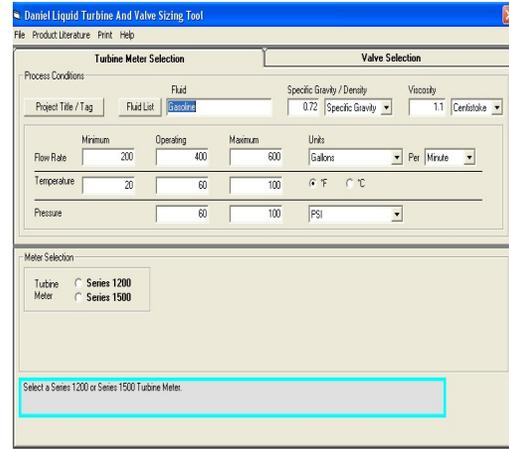 Daniel Liquid Turbine And Valve Sizing Tool
File Product Literature Print Help
Turbine Meter Selection Valve Selection
Process Conditions
Fluid Specific Gravity / Density Viscosity
Project Title / Tag Fluid List Gasoline 0.72 Specific Gravity 1.1 Centistoke
Minimum Operating Maximum Units
Flow Rate 200 400 600 Gallons Per Minute
Temperature 20 60 100 °F °C
Pressure 60 100 PSI
Meter Selection
Turbine Meter
Series 1200
Series 1500
Select a Series 1200 or Series 1500 Turbine Meter.